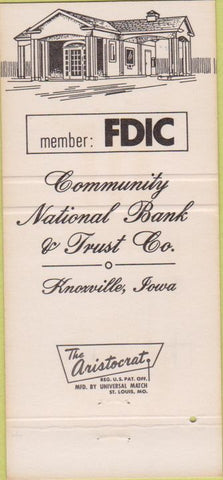 member: FDIC
Community
National Bank
& Trust Co.
Knoxville, Iowa
The
Aristocrat
REG. U.S. PAT. OFF.
MFD. BY UNIVERSAL MATCH
ST. LOUIS, MO.